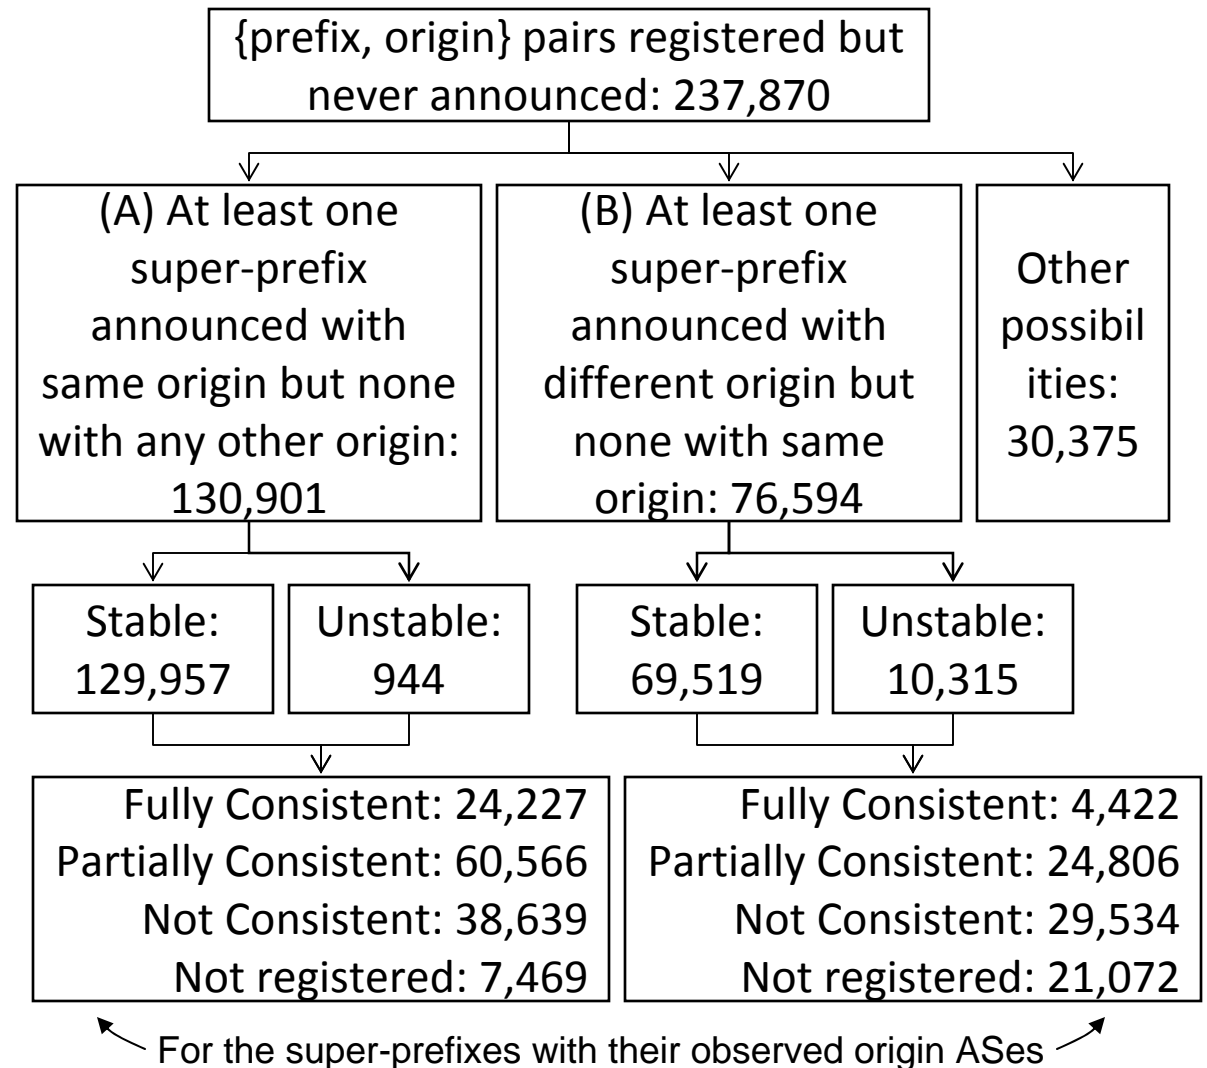 {prefix, origin} pairs registered but
never announced: 237,870
(A) At least one
super-prefix
announced with
same origin but none
with any other origin:
130,901
(B) At least one
super-prefix
announced with
different origin but
none with same
origin: 76,594
Other
possibil
ities:
30,375
Stable:
129,957
Unstable:
944
Stable:
69,519
Unstable:
10,315
Fully Consistent: 24,227
Partially Consistent: 60,566
Not Consistent: 38,639
Not registered: 7,469
Fully Consistent: 4,422
Partially Consistent: 24,806
Not Consistent: 29,534
Not registered: 21,072
For the super-prefixes with their observed origin ASes